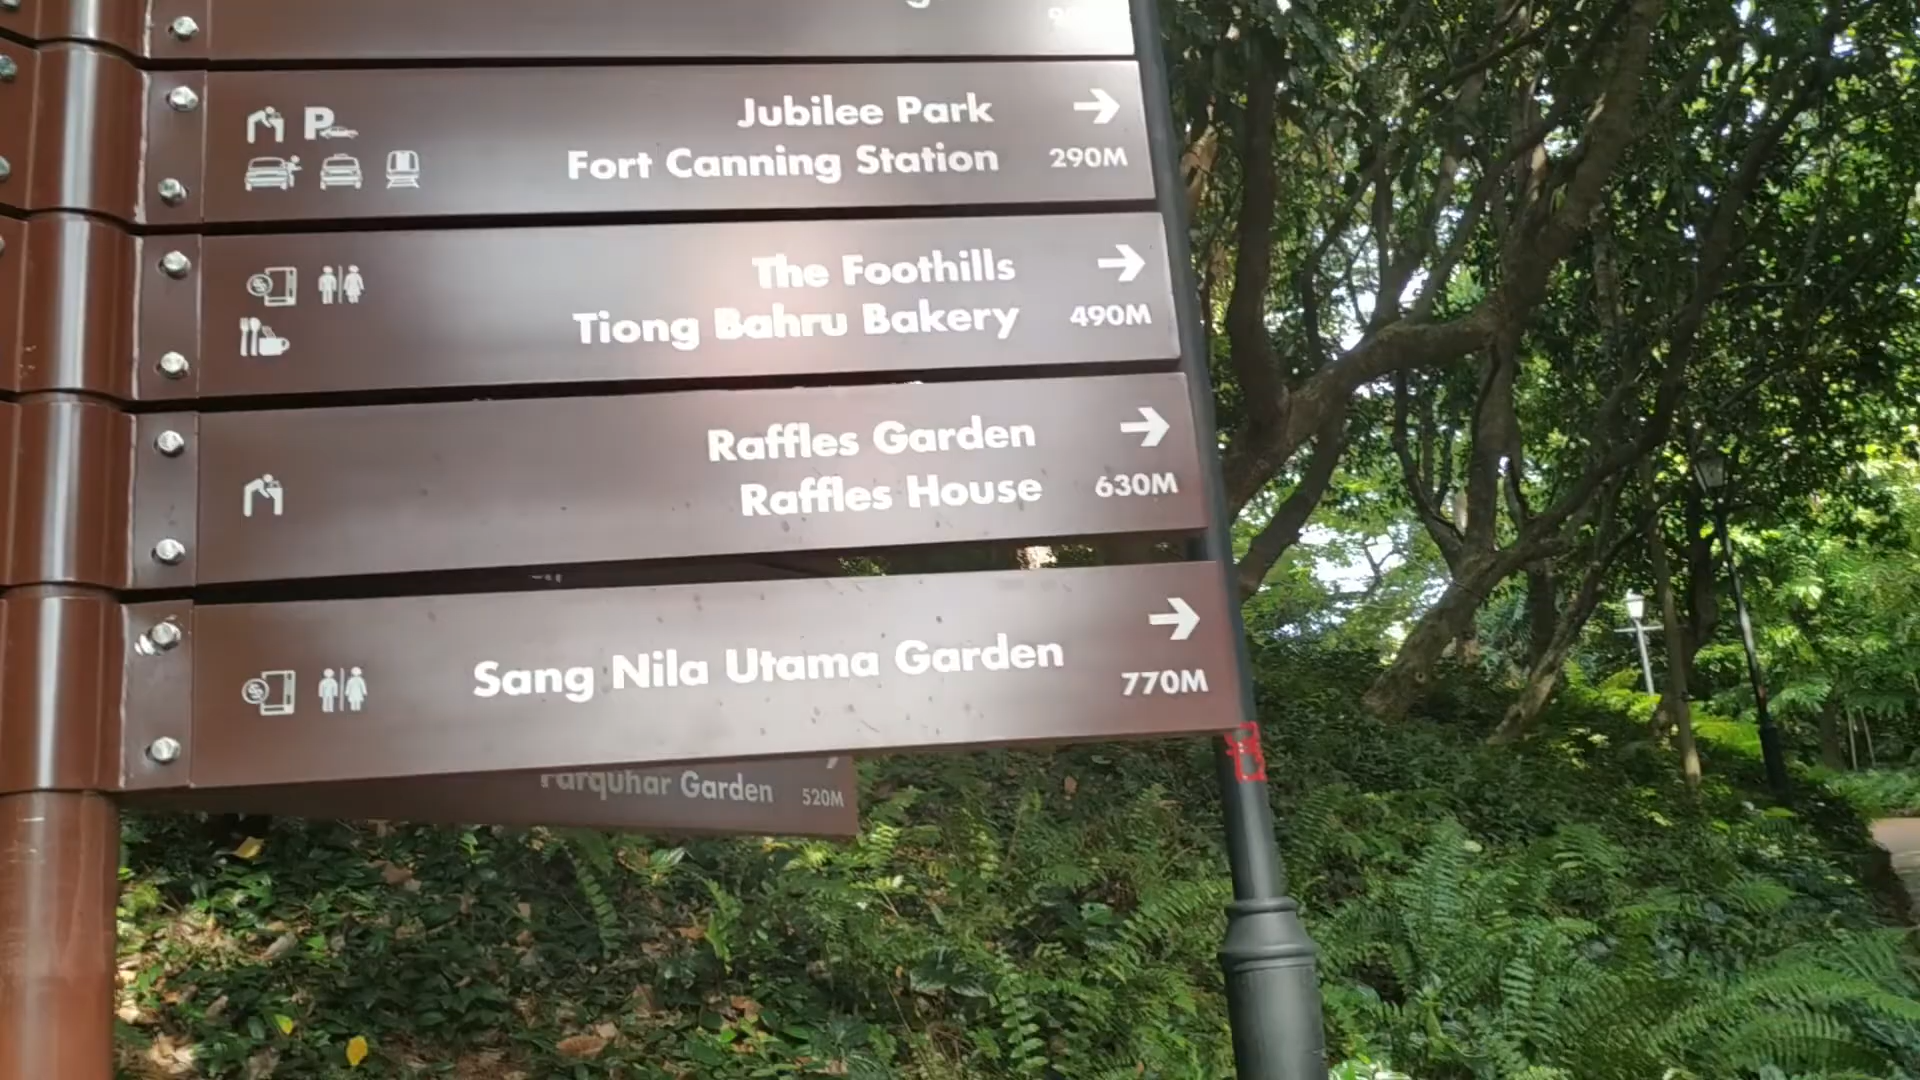 P
Jubilee Park
Fort Canning Station 290M
The Foothills
Tiong Bahru Bakery 490M
Raffles Garden
Raffles House 630M
Sang Nila Utama Garden
770M
Farquhar Garden 520M